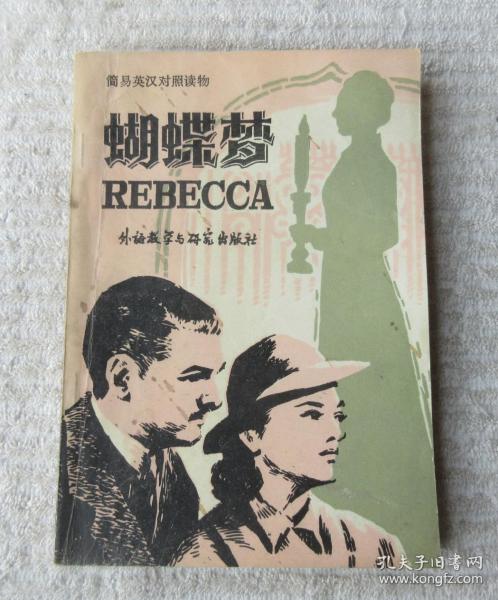 简易英汉对照读物
蝴蝶梦
REBECCA
外语教学与研究出版社
孔夫子旧书网
www.kongfz.com